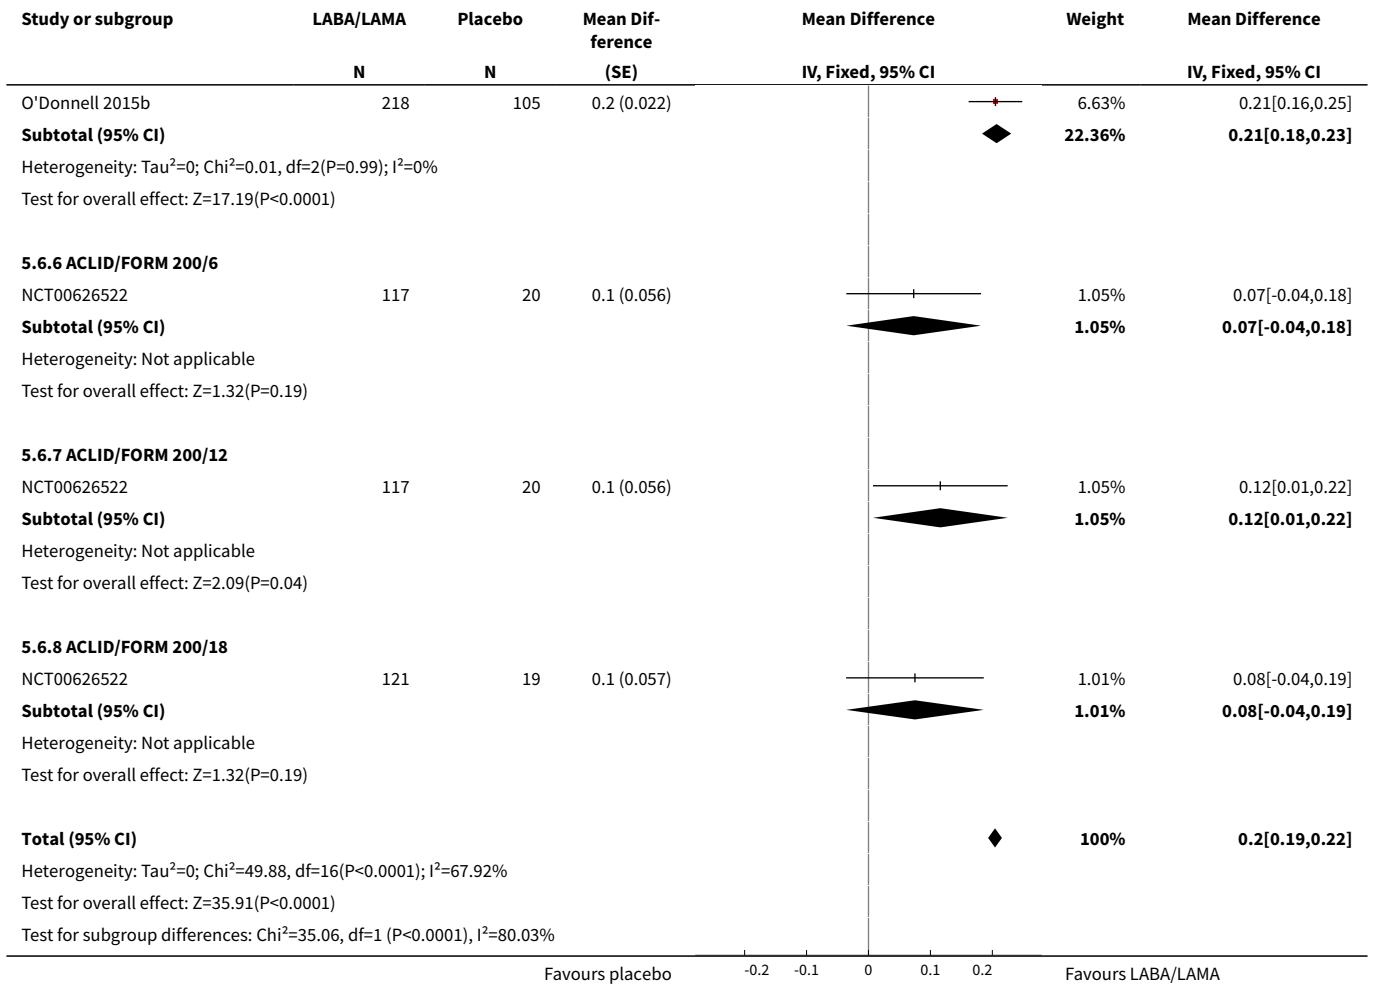 Study or subgroup LABA/LAMA Placebo Mean Dif- Mean Difference Weight Mean Difference
ference
N N (SE) IV, Fixed, 95% CI IV, Fixed, 95% CI
O'Donnell 2015b 218 105 0.2 (0.022) 6.63% 0.21[0.16,0.25]
Subtotal (95% CI) 22.36% 0.21[0.18,0.23]
Heterogeneity: Tau²=0; Chi²=0.01, df=2(P=0.99); I²=0%
Test for overall effect: Z=17.19(P<0.0001)
5.6.6 ACLID/FORM 200/6
NCT00626522 117 20 0.1 (0.056) 1.05% 0.07[-0.04,0.18]
Subtotal (95% CI) 1.05% 0.07[-0.04,0.18]
Heterogeneity: Not applicable
Test for overall effect: Z=1.32(P=0.19)
5.6.7 ACLID/FORM 200/12
NCT00626522 117 20 0.1 (0.056) 1.05% 0.12[0.01,0.22]
Subtotal (95% CI) 1.05% 0.12[0.01,0.22]
Heterogeneity: Not applicable
Test for overall effect: Z=2.09(P=0.04)
5.6.8 ACLID/FORM 200/18
NCT00626522 121 19 0.1 (0.057) 1.01% 0.08[-0.04,0.19]
Subtotal (95% CI) 1.01% 0.08[-0.04,0.19]
Heterogeneity: Not applicable
Test for overall effect: Z=1.32(P=0.19)
Total (95% CI) 100% 0.2[0.19,0.22]
Heterogeneity: Tau²=0; Chi²=49.88, df=16(P<0.0001); I²=67.92%
Test for overall effect: Z=35.91(P<0.0001)
Test for subgroup differences: Chi²=35.06, df=1 (P<0.0001), I²=80.03%
Favours placebo -0.2 -0.1 0 0.1 0.2 Favours LABA/LAMA